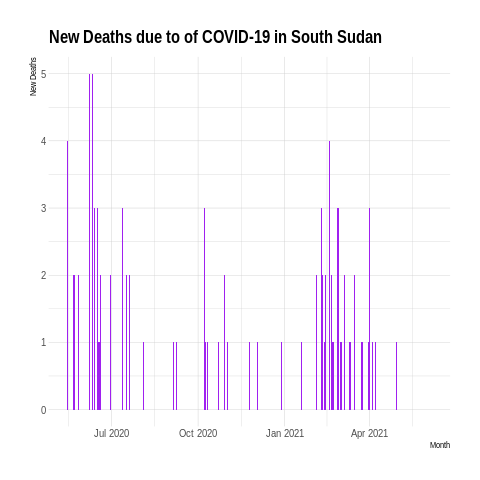 New Deaths due to of COVID-19 in South Sudan
New Deaths
5
4
3
2
1
0
Jul 2020 Oct 2020 Jan 2021 Apr 2021
Month